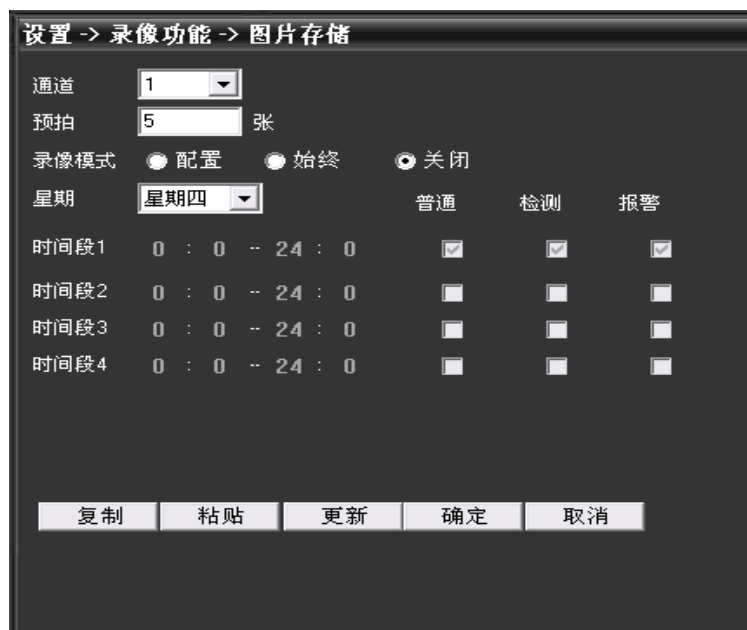 设置 -> 录像功能 -> 图片存储
通道 1
预拍 5 张
录像模式 配置 始终 关闭
星期 星期四 普通 检测 报警
时间段1 0 : 0 - 24 : 0
时间段2 0 : 0 - 24 : 0
时间段3 0 : 0 - 24 : 0
时间段4 0 : 0 - 24 : 0
复制 粘贴 更新 确定 取消